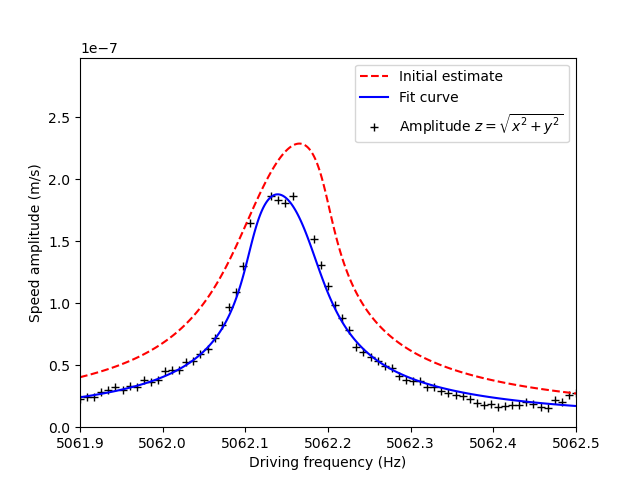 1e−7
Initial estimate
Fit curve
Amplitude z = √x² + y²
2.5
2.0
1.5
1.0
0.5
0.0
Speed amplitude (m/s)
5061.9 5062.0 5062.1 5062.2 5062.3 5062.4 5062.5
Driving frequency (Hz)